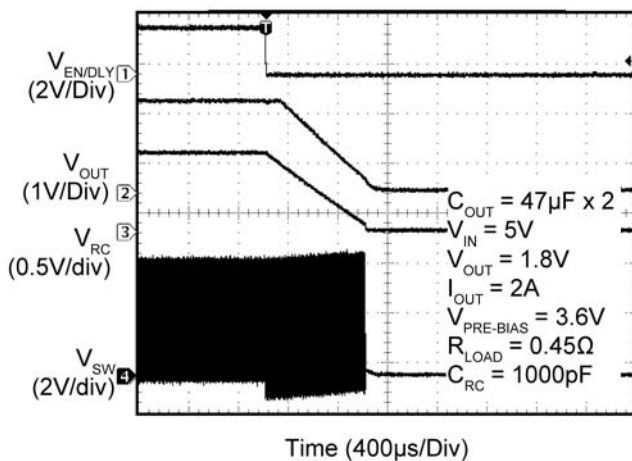 T
V_EN/DLY 1
(2V/Div)
V_OUT
(1V/Div) 2
V_RC 3
(0.5V/div)
V_SW 4
(2V/div)
C_OUT = 47µF x 2
V_IN = 5V
V_OUT = 1.8V
I_OUT = 2A
V_PRE-BIAS = 3.6V
R_LOAD = 0.45Ω
C_RC = 1000pF
Time (400µs/Div)